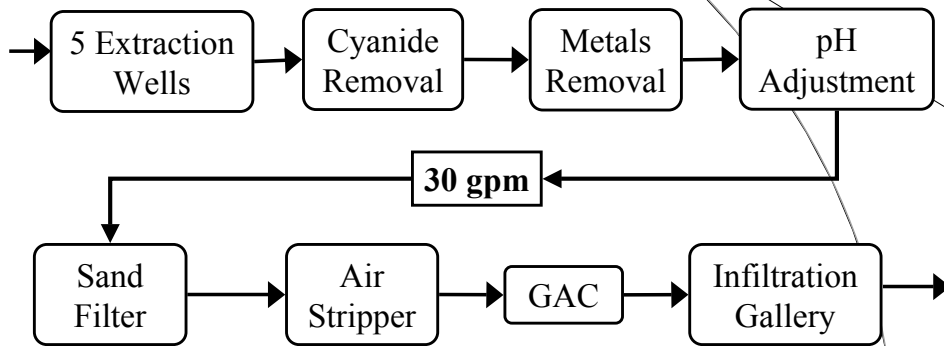 5 Extraction
Wells
Cyanide
Removal
Metals
Removal
pH
Adjustment
30 gpm
Sand
Filter
Air
Stripper
GAC
Infiltration
Gallery